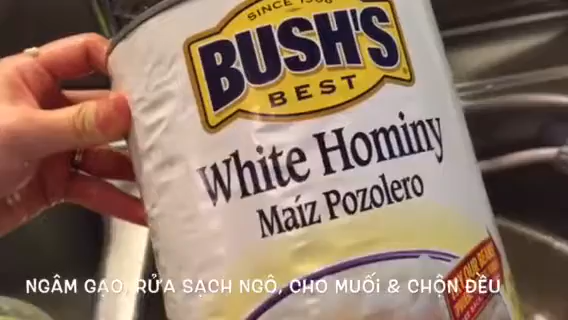 SINCE 1908
BUSH'S
BEST
White Hominy
Maíz Pozolero
NGÂM GẠO, RỬA SẠCH NGÔ, CHO MUỐI & CHỘN ĐỀU